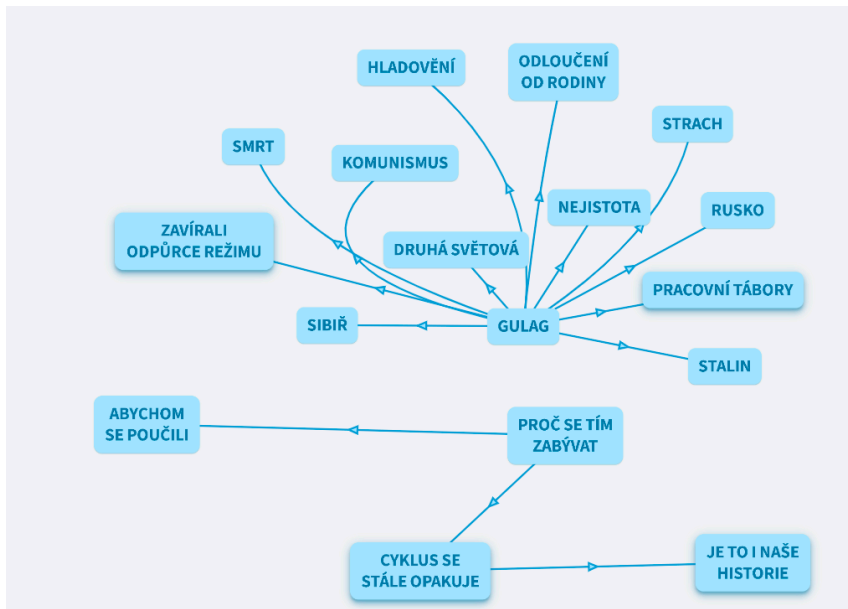 ODLOUČENÍ
OD RODINY
HLADOVĚNÍ
STRACH
SMRT
KOMUNISMUS
NEJISTOTA
RUSKO
ZAVÍRALI
ODPŮRCE REŽIMU
DRUHÁ SVĚTOVÁ
PRACOVNÍ TÁBORY
SIBIŘ
GULAG
STALIN
ABYCHOM
SE POUČILI
PROČ SE TÍM
ZABÝVAT
CYKLUS SE
STÁLE OPAKUJE
JE TO I NAŠE
HISTORIE